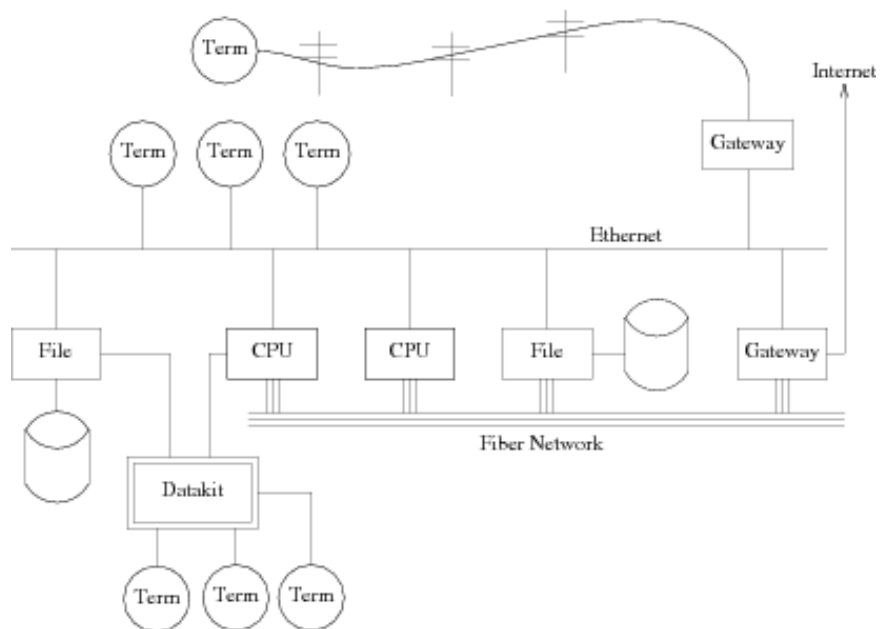 Term
Internet
Gateway
Term
Term
Term
Ethernet
File
CPU
CPU
File
Gateway
Fiber Network
Datakit
Term
Term
Term